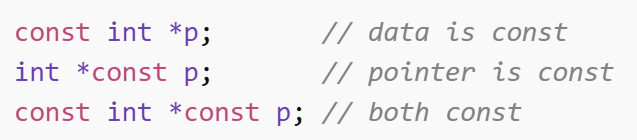 const int *p;       // data is const
int *const p;       // pointer is const
const int *const p; // both const